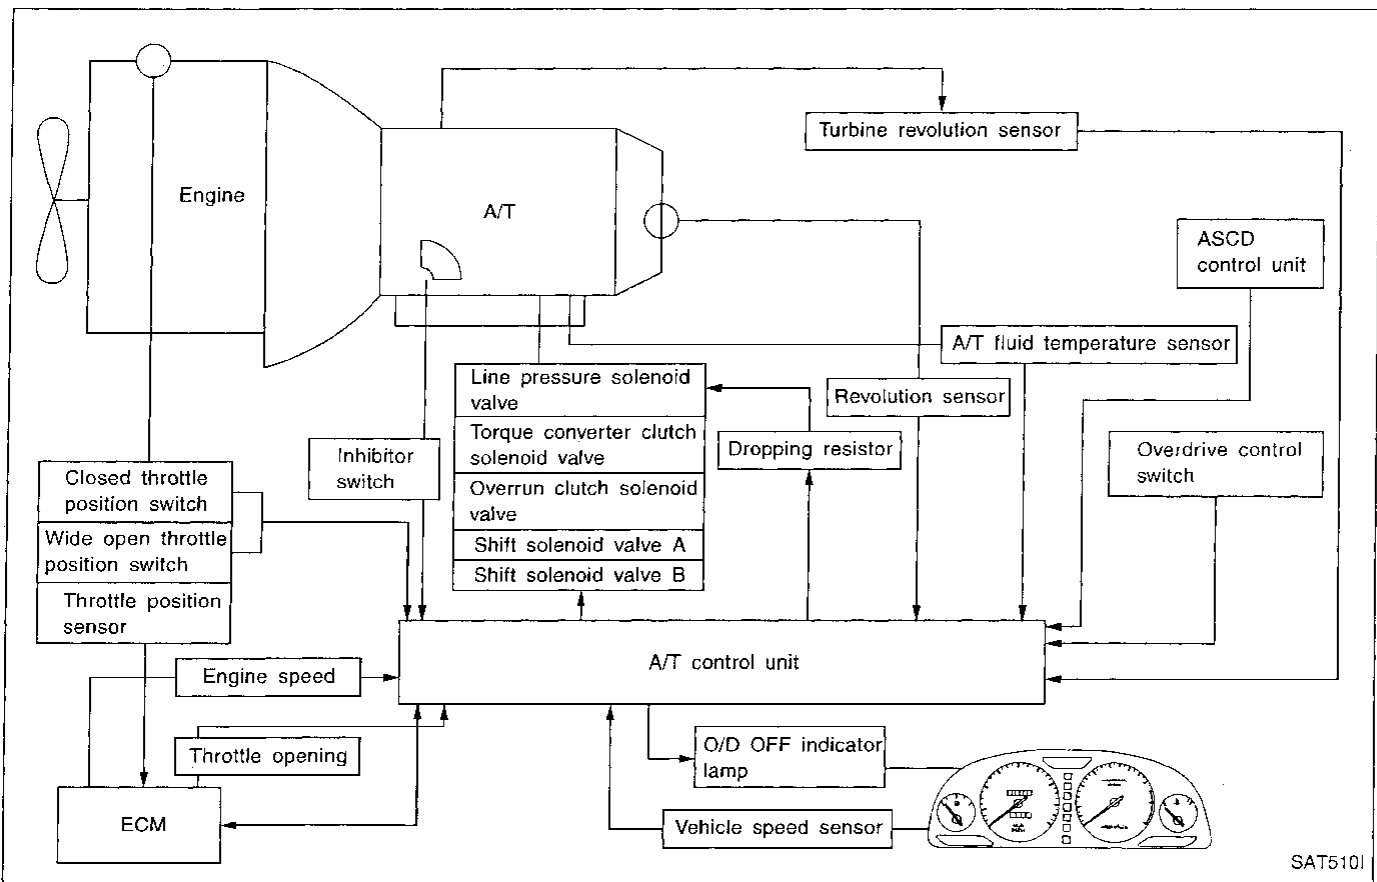 Turbine revolution sensor
Engine
A/T
ASCD
control unit
A/T fluid temperature sensor
Line pressure solenoid
valve
Revolution sensor
Torque converter clutch
solenoid valve
Dropping resistor
Inhibitor
switch
Overdrive control
switch
Closed throttle
position switch
Overrun clutch solenoid
valve
Wide open throttle
position switch
Shift solenoid valve A
Shift solenoid valve B
Throttle position
sensor
A/T control unit
Engine speed
Throttle opening
O/D OFF indicator
lamp
ECM
Vehicle speed sensor
SAT510I